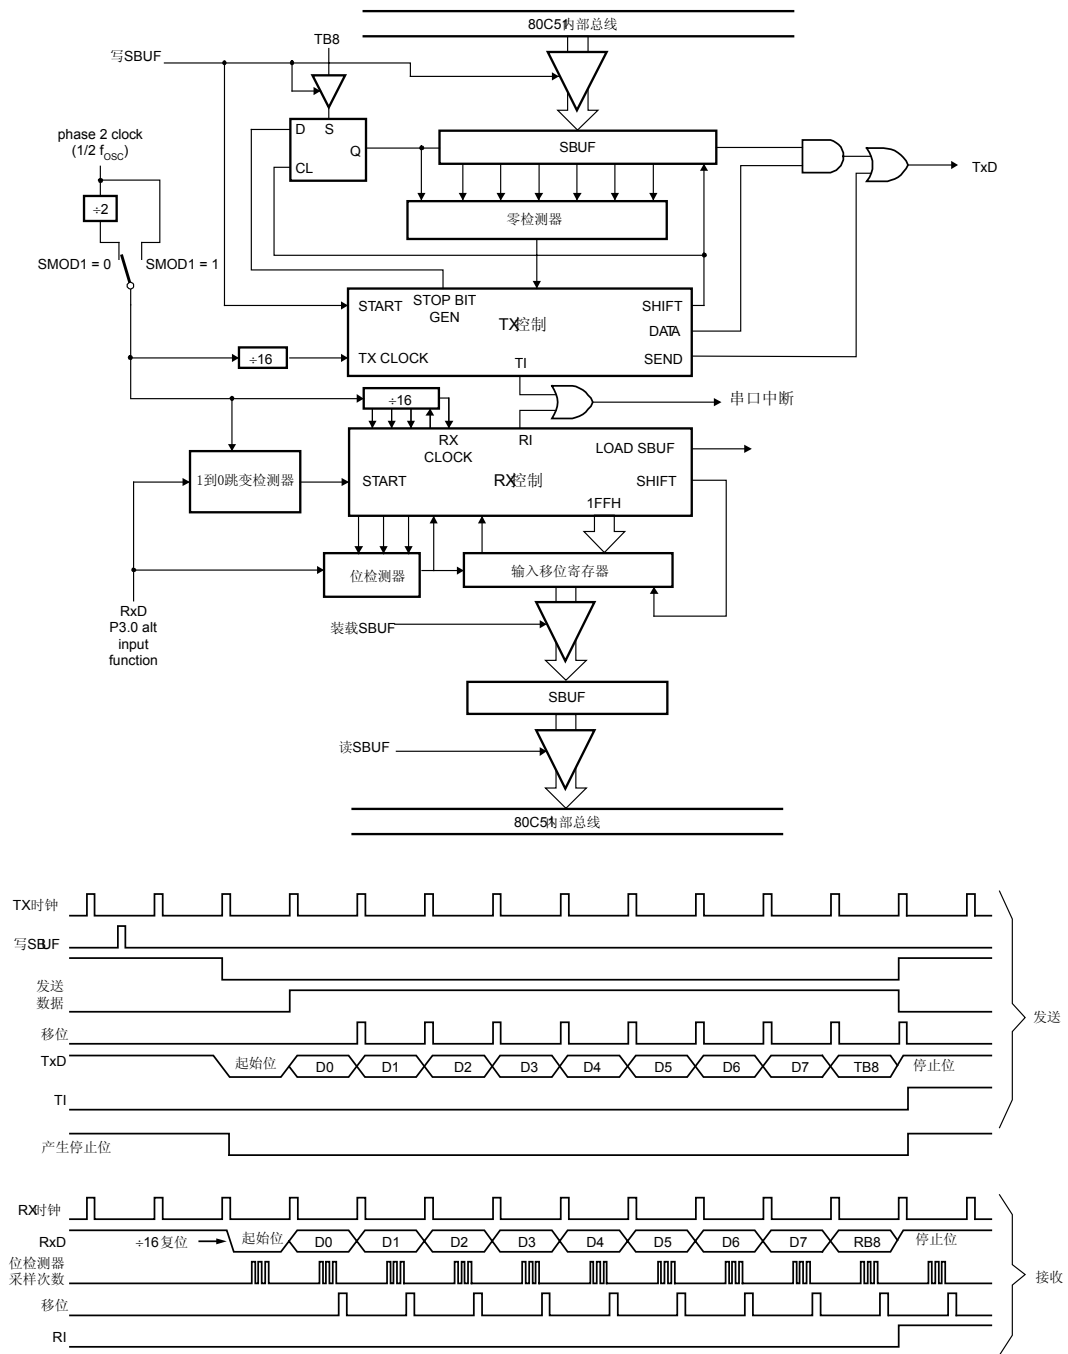 80C51内部总线
TB8
写SBUF
phase 2 clock
(1/2 fOSC)
D S
Q
CL
SBUF
TxD
÷2
零检测器
SMOD1 = 0
SMOD1 = 1
START
STOP BIT
GEN
TX控制
SHIFT
DATA
SEND
÷16
TX CLOCK
TI
÷16
串口中断
RX
CLOCK
RI
LOAD SBUF
1到0跳变检测器
START
RX控制
SHIFT
1FFH
位检测器
输入移位寄存器
RxD
P3.0 alt
input
function
装载SBUF
SBUF
读SBUF
80C51内部总线
TX时钟
写SBUF
发送
数据
发送
移位
TxD
起始位 D0 D1 D2 D3 D4 D5 D6 D7 TB8 停止位
TI
产生停止位
RX时钟
RxD
÷16复位
起始位 D0 D1 D2 D3 D4 D5 D6 D7 RB8 停止位
位检测器
采样次数
接收
移位
RI